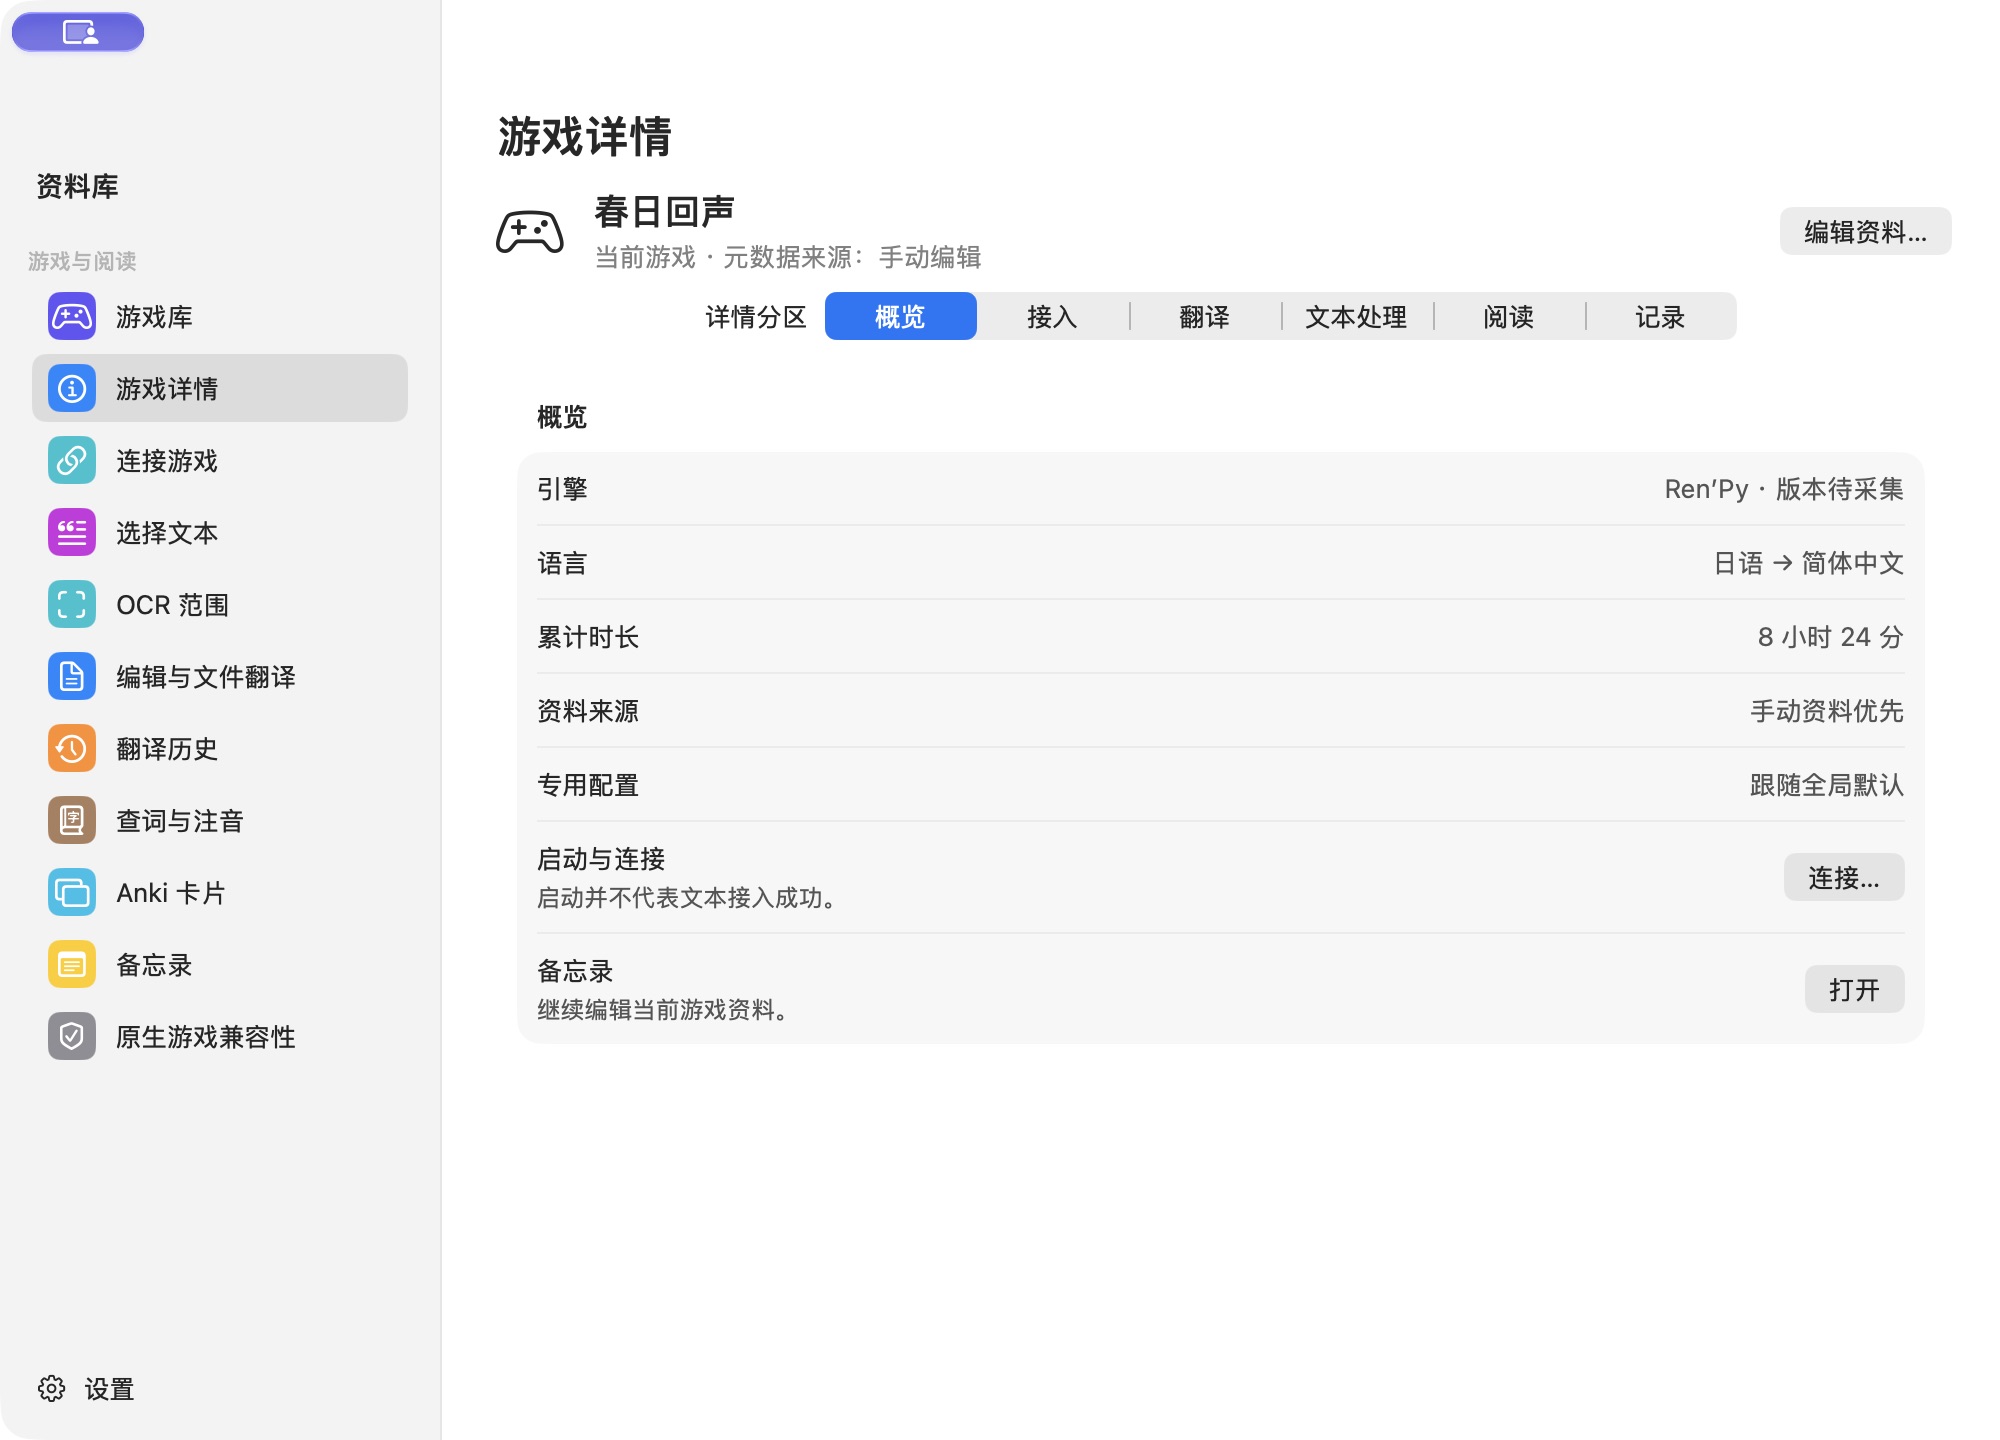 资料库
游戏与阅读
游戏库
游戏详情
连接游戏
选择文本
OCR 范围
编辑与文件翻译
翻译历史
字
查词与注音
Anki 卡片
备忘录
原生游戏兼容性
设置
游戏详情
春日回声
当前游戏 · 元数据来源：手动编辑
编辑资料...
详情分区 概览 接入 翻译 文本处理 阅读 记录
概览
引擎 Ren’Py · 版本待采集
语言 日语 → 简体中文
累计时长 8 小时 24 分
资料来源 手动资料优先
专用配置 跟随全局默认
启动与连接
启动并不代表文本接入成功。
连接...
备忘录
继续编辑当前游戏资料。
打开